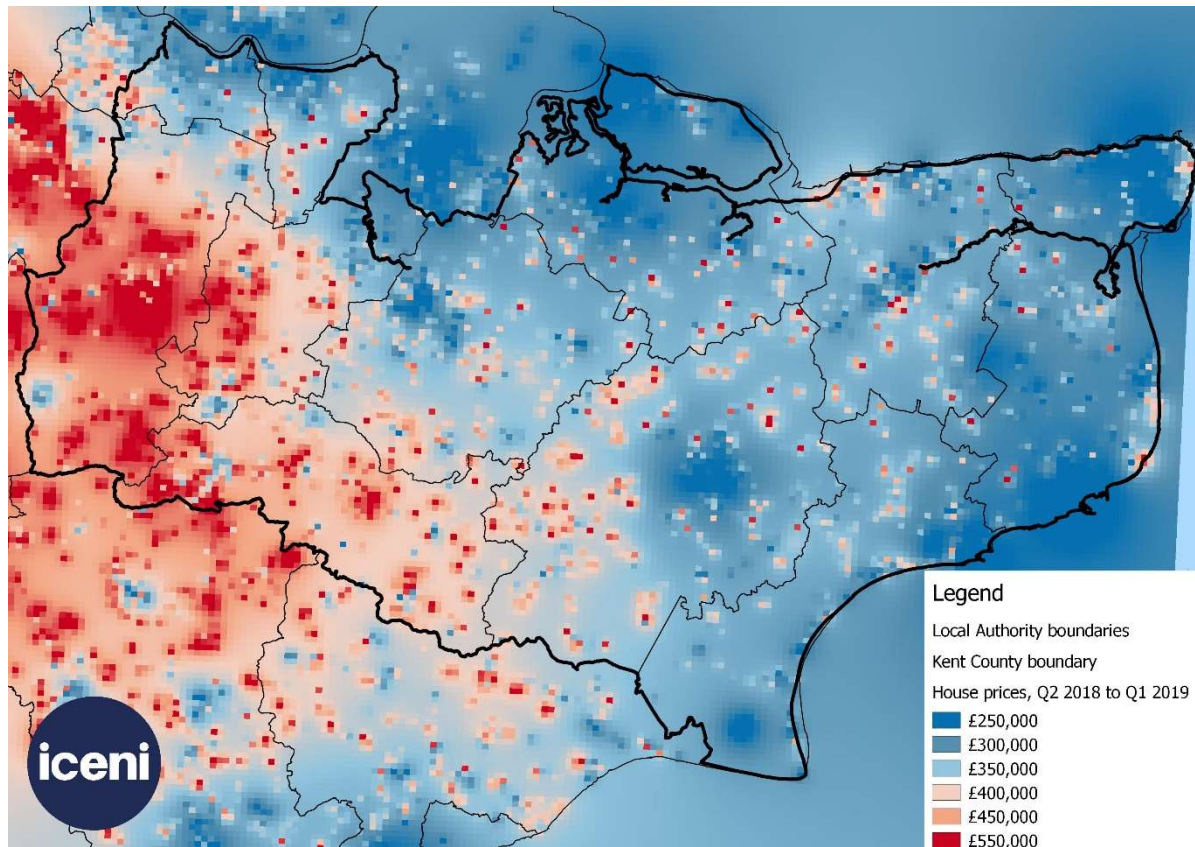 Legend
Local Authority boundaries
Kent County boundary
House prices, Q2 2018 to Q1 2019
£250,000
£300,000
£350,000
£400,000
£450,000
£550,000
iceni